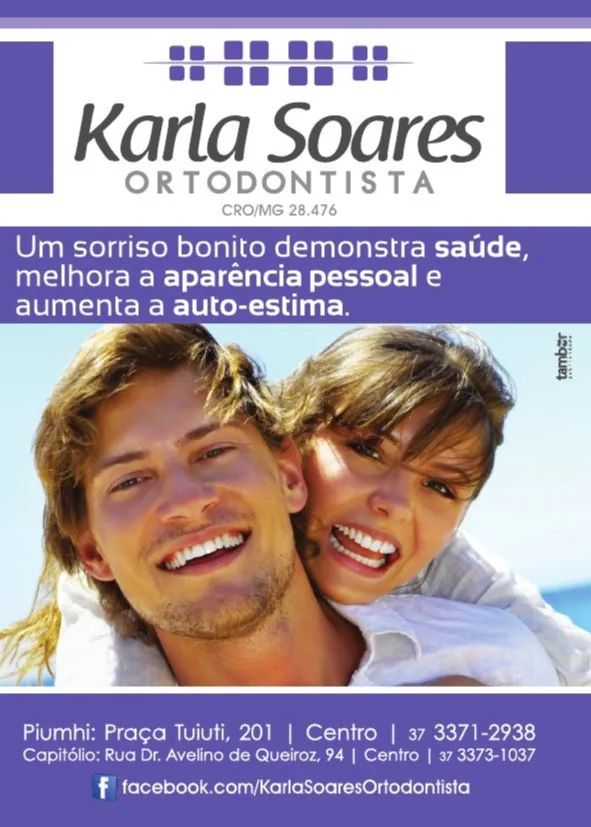 Karla Soares
ORTODONTISTA
CRO/MG 28.476
Um sorriso bonito demonstra saúde,
melhora a aparência pessoal e
aumenta a auto-estima.
tambor
Piumhi: Praça Tuiuti, 201 | Centro | 37 3371-2938
Capitólio: Rua Dr. Avelino de Queiroz, 94 | Centro | 37 3373-1037
f facebook.com/KarlaSoaresOrtodontista